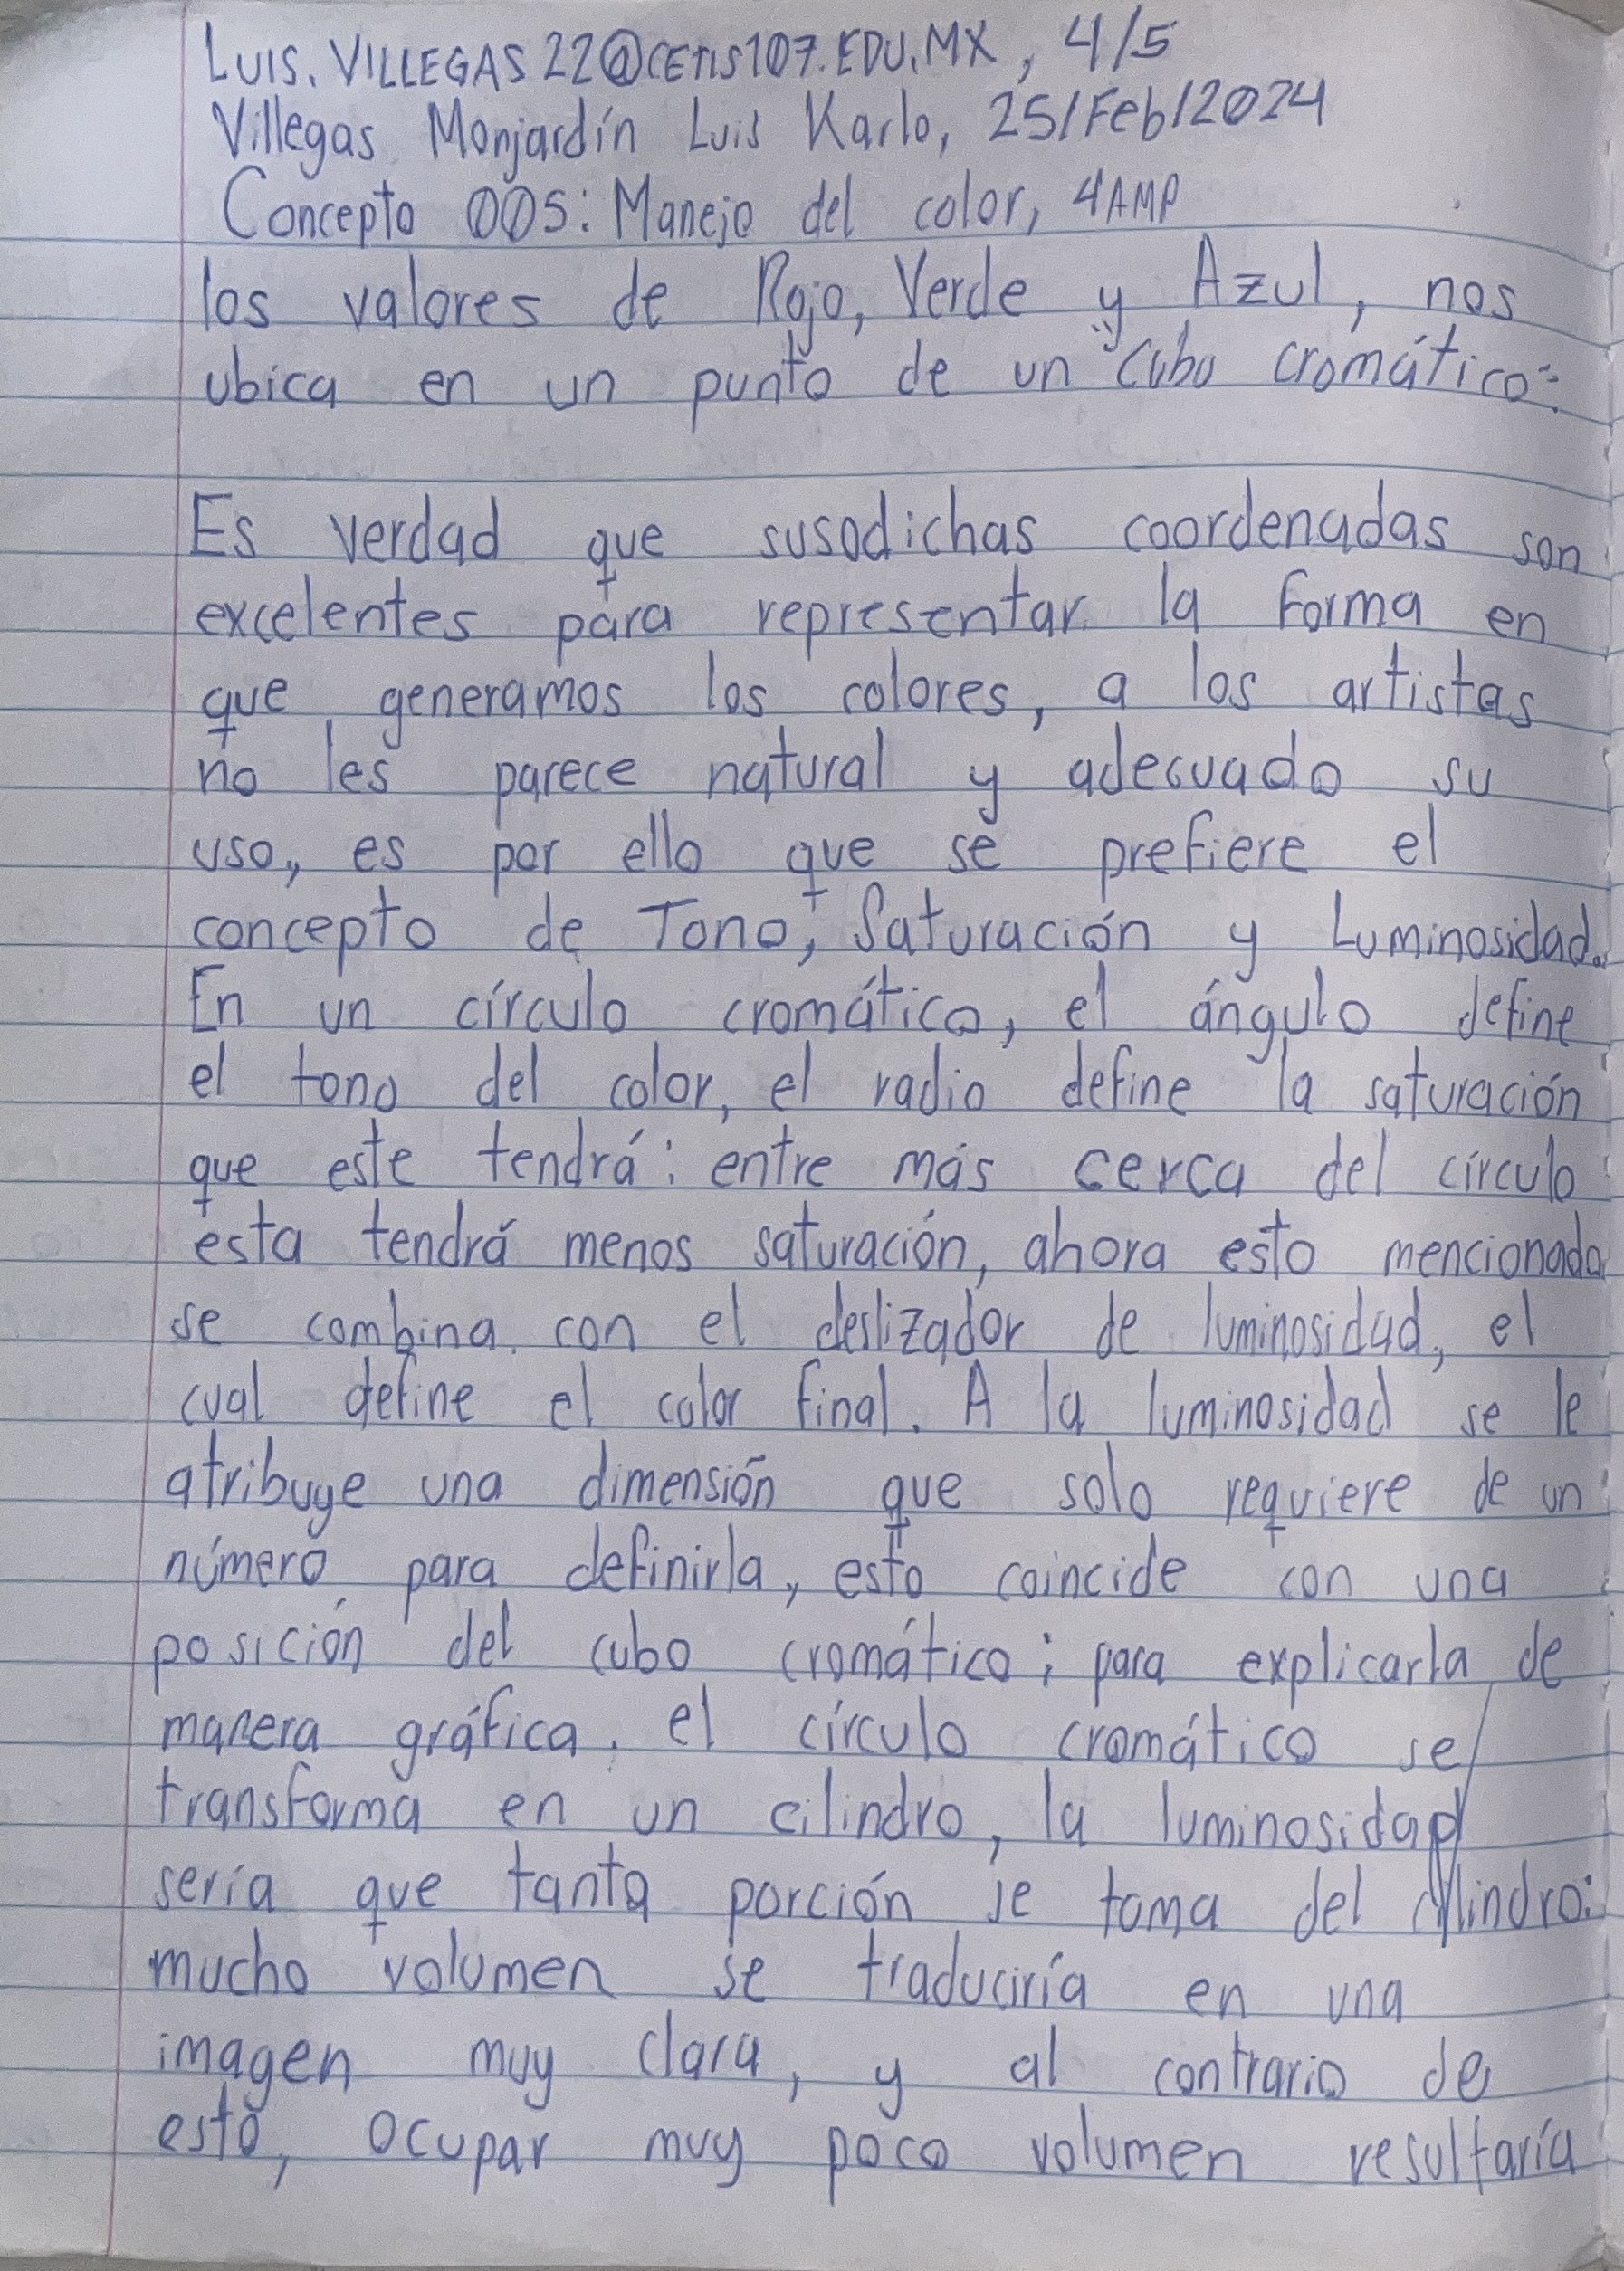 LUIS.VILLEGAS22@CETIS107.EDU.MX, 4/5
Villegas Monjardín Luis Karlo, 25/Feb/2024
Concepto 005: Manejo del color, 4AMP
los valores de Rojo, Verde y Azul, nos
ubica en un punto de un "Cubo cromático".
Es verdad que susodichas coordenadas son
excelentes para representar la forma en
que generamos los colores, a los artistas
no les parece natural y adecuado su
uso, es por ello que se prefiere el
concepto de Tono, Saturación y Luminosidad.
En un círculo cromático, el ángulo define
el tono del color, el radio define la saturación
que este tendrá: entre más cerca del círculo
esta tendrá menos saturación, ahora esto mencionado
se combina con el deslizador de luminosidad, el
cual define el color final. A la luminosidad se le
atribuye una dimensión que solo requiere de un
número para definirla, esto coincide con una
posición del cubo cromático; para explicarla de
manera gráfica, el círculo cromático se
transforma en un cilindro, la luminosidad
sería que tanta porción se toma del cilindro:
mucho volumen se traduciría en una
imagen muy clara, y al contrario de
esto, ocupar muy poco volumen resultaría